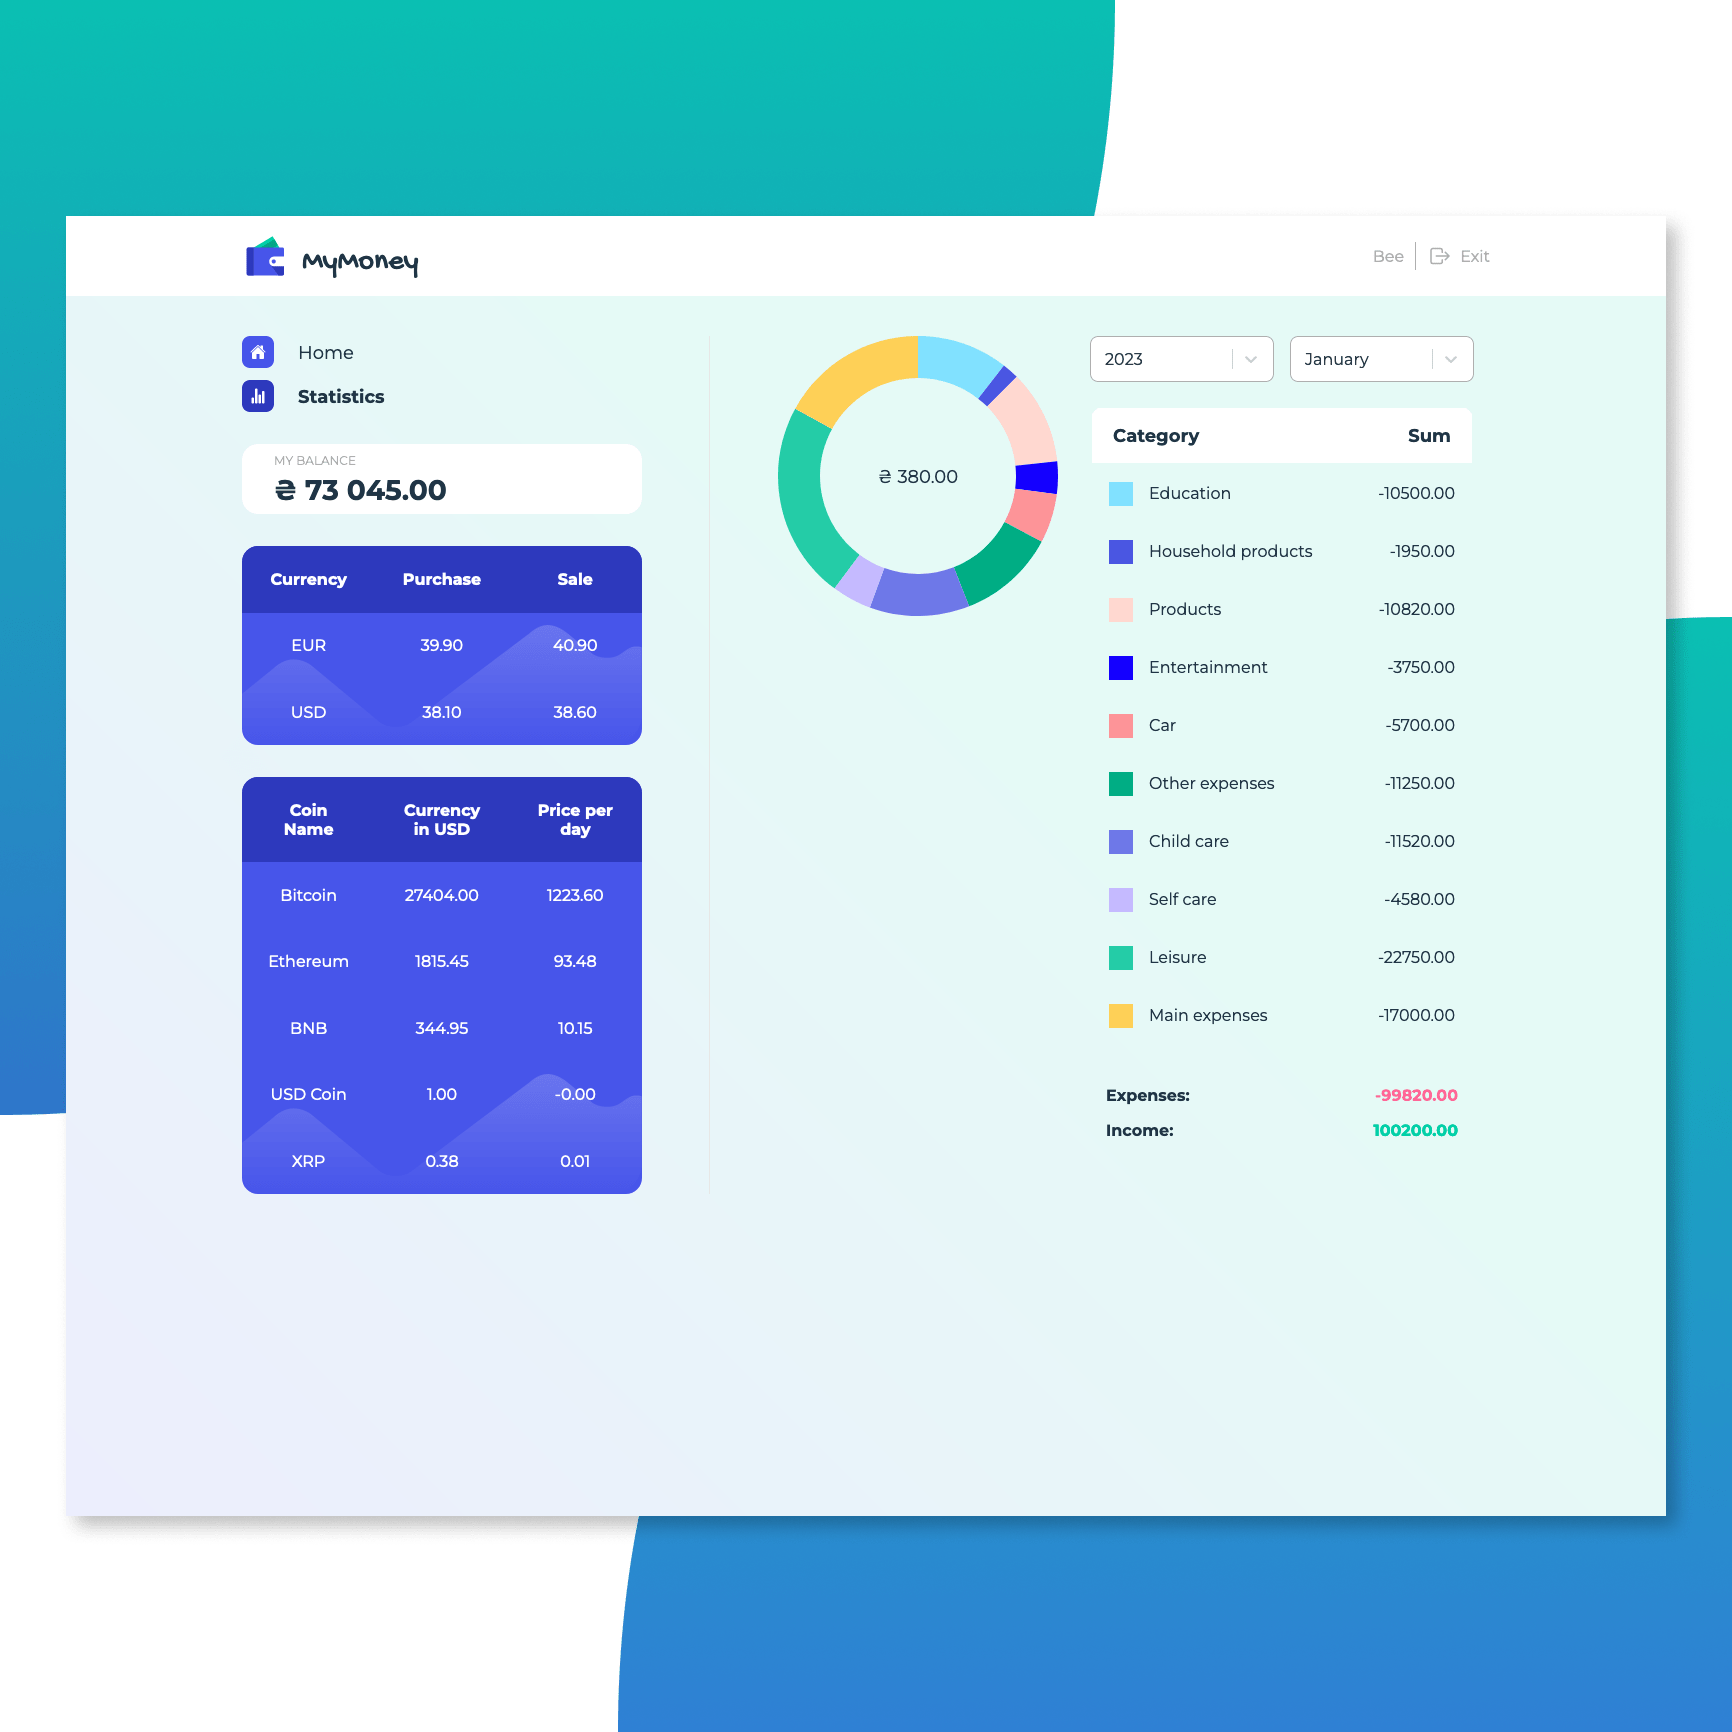 MyMoney
Bee
Exit
Home
Statistics
MY BALANCE
₴ 73 045.00
Currency Purchase Sale
EUR 39.90 40.90
USD 38.10 38.60
Coin Name Currency in USD Price per day
Bitcoin 27404.00 1223.60
Ethereum 1815.45 93.48
BNB 344.95 10.15
USD Coin 1.00 -0.00
XRP 0.38 0.01
₴ 380.00
2023
January
Category Sum
Education -10500.00
Household products -1950.00
Products -10820.00
Entertainment -3750.00
Car -5700.00
Other expenses -11250.00
Child care -11520.00
Self care -4580.00
Leisure -22750.00
Main expenses -17000.00
Expenses: -99820.00
Income: 100200.00